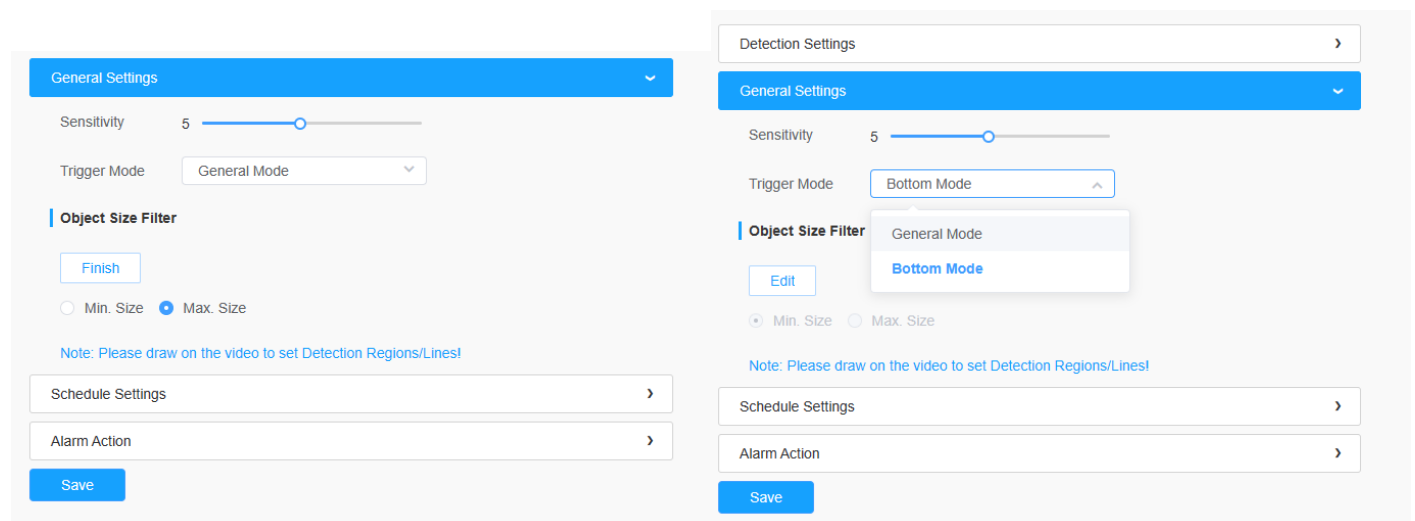 General Settings
Sensitivity 5
Trigger Mode General Mode
Object Size Filter
Finish
Min. Size Max. Size
Note: Please draw on the video to set Detection Regions/Lines!
Schedule Settings
Alarm Action
Save
Detection Settings
General Settings
Sensitivity 5
Trigger Mode Bottom Mode
General Mode
Bottom Mode
Object Size Filter
Edit
Min. Size Max. Size
Note: Please draw on the video to set Detection Regions/Lines!
Schedule Settings
Alarm Action
Save